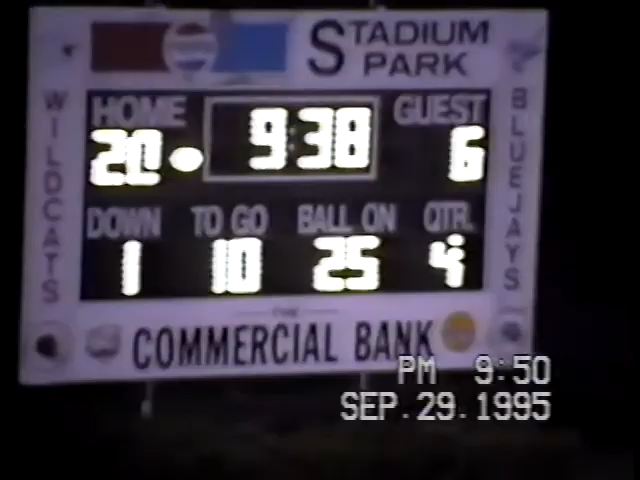 STADIUM
PARK
WILDCATS
BLUEJAYS
HOME
GUEST
20
9:38
6
DOWN
TO GO
BALL ON
QTR.
1
10
25
4
THE
COMMERCIAL BANK
PM 9:50
SEP.29.1995